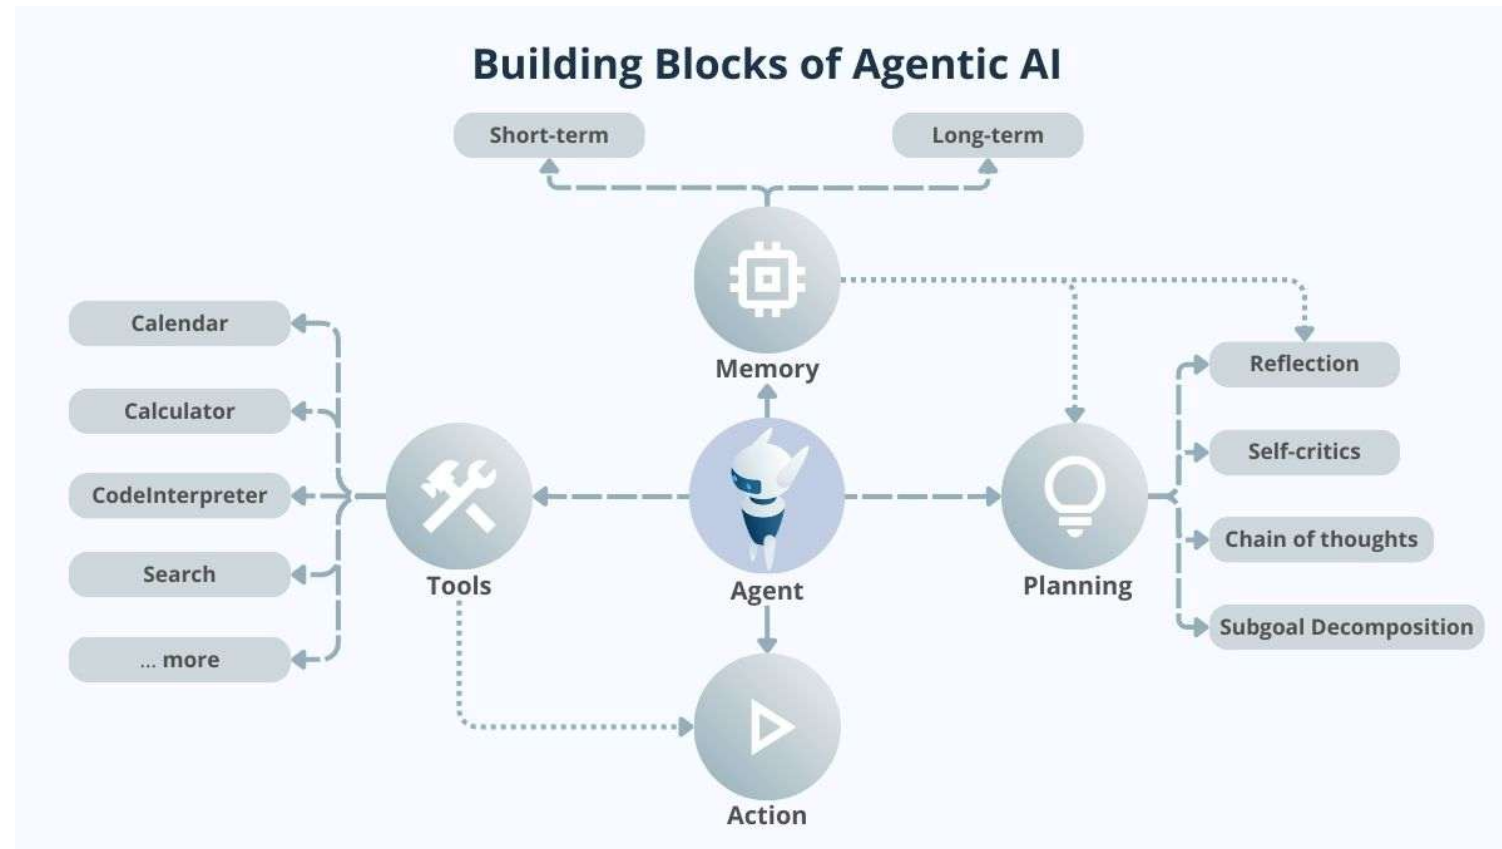 Building Blocks of Agentic AI
Short-term
Long-term
Memory
Calendar
Calculator
CodeInterpreter
Search
... more
Tools
Agent
Planning
Reflection
Self-critics
Chain of thoughts
Subgoal Decomposition
Action